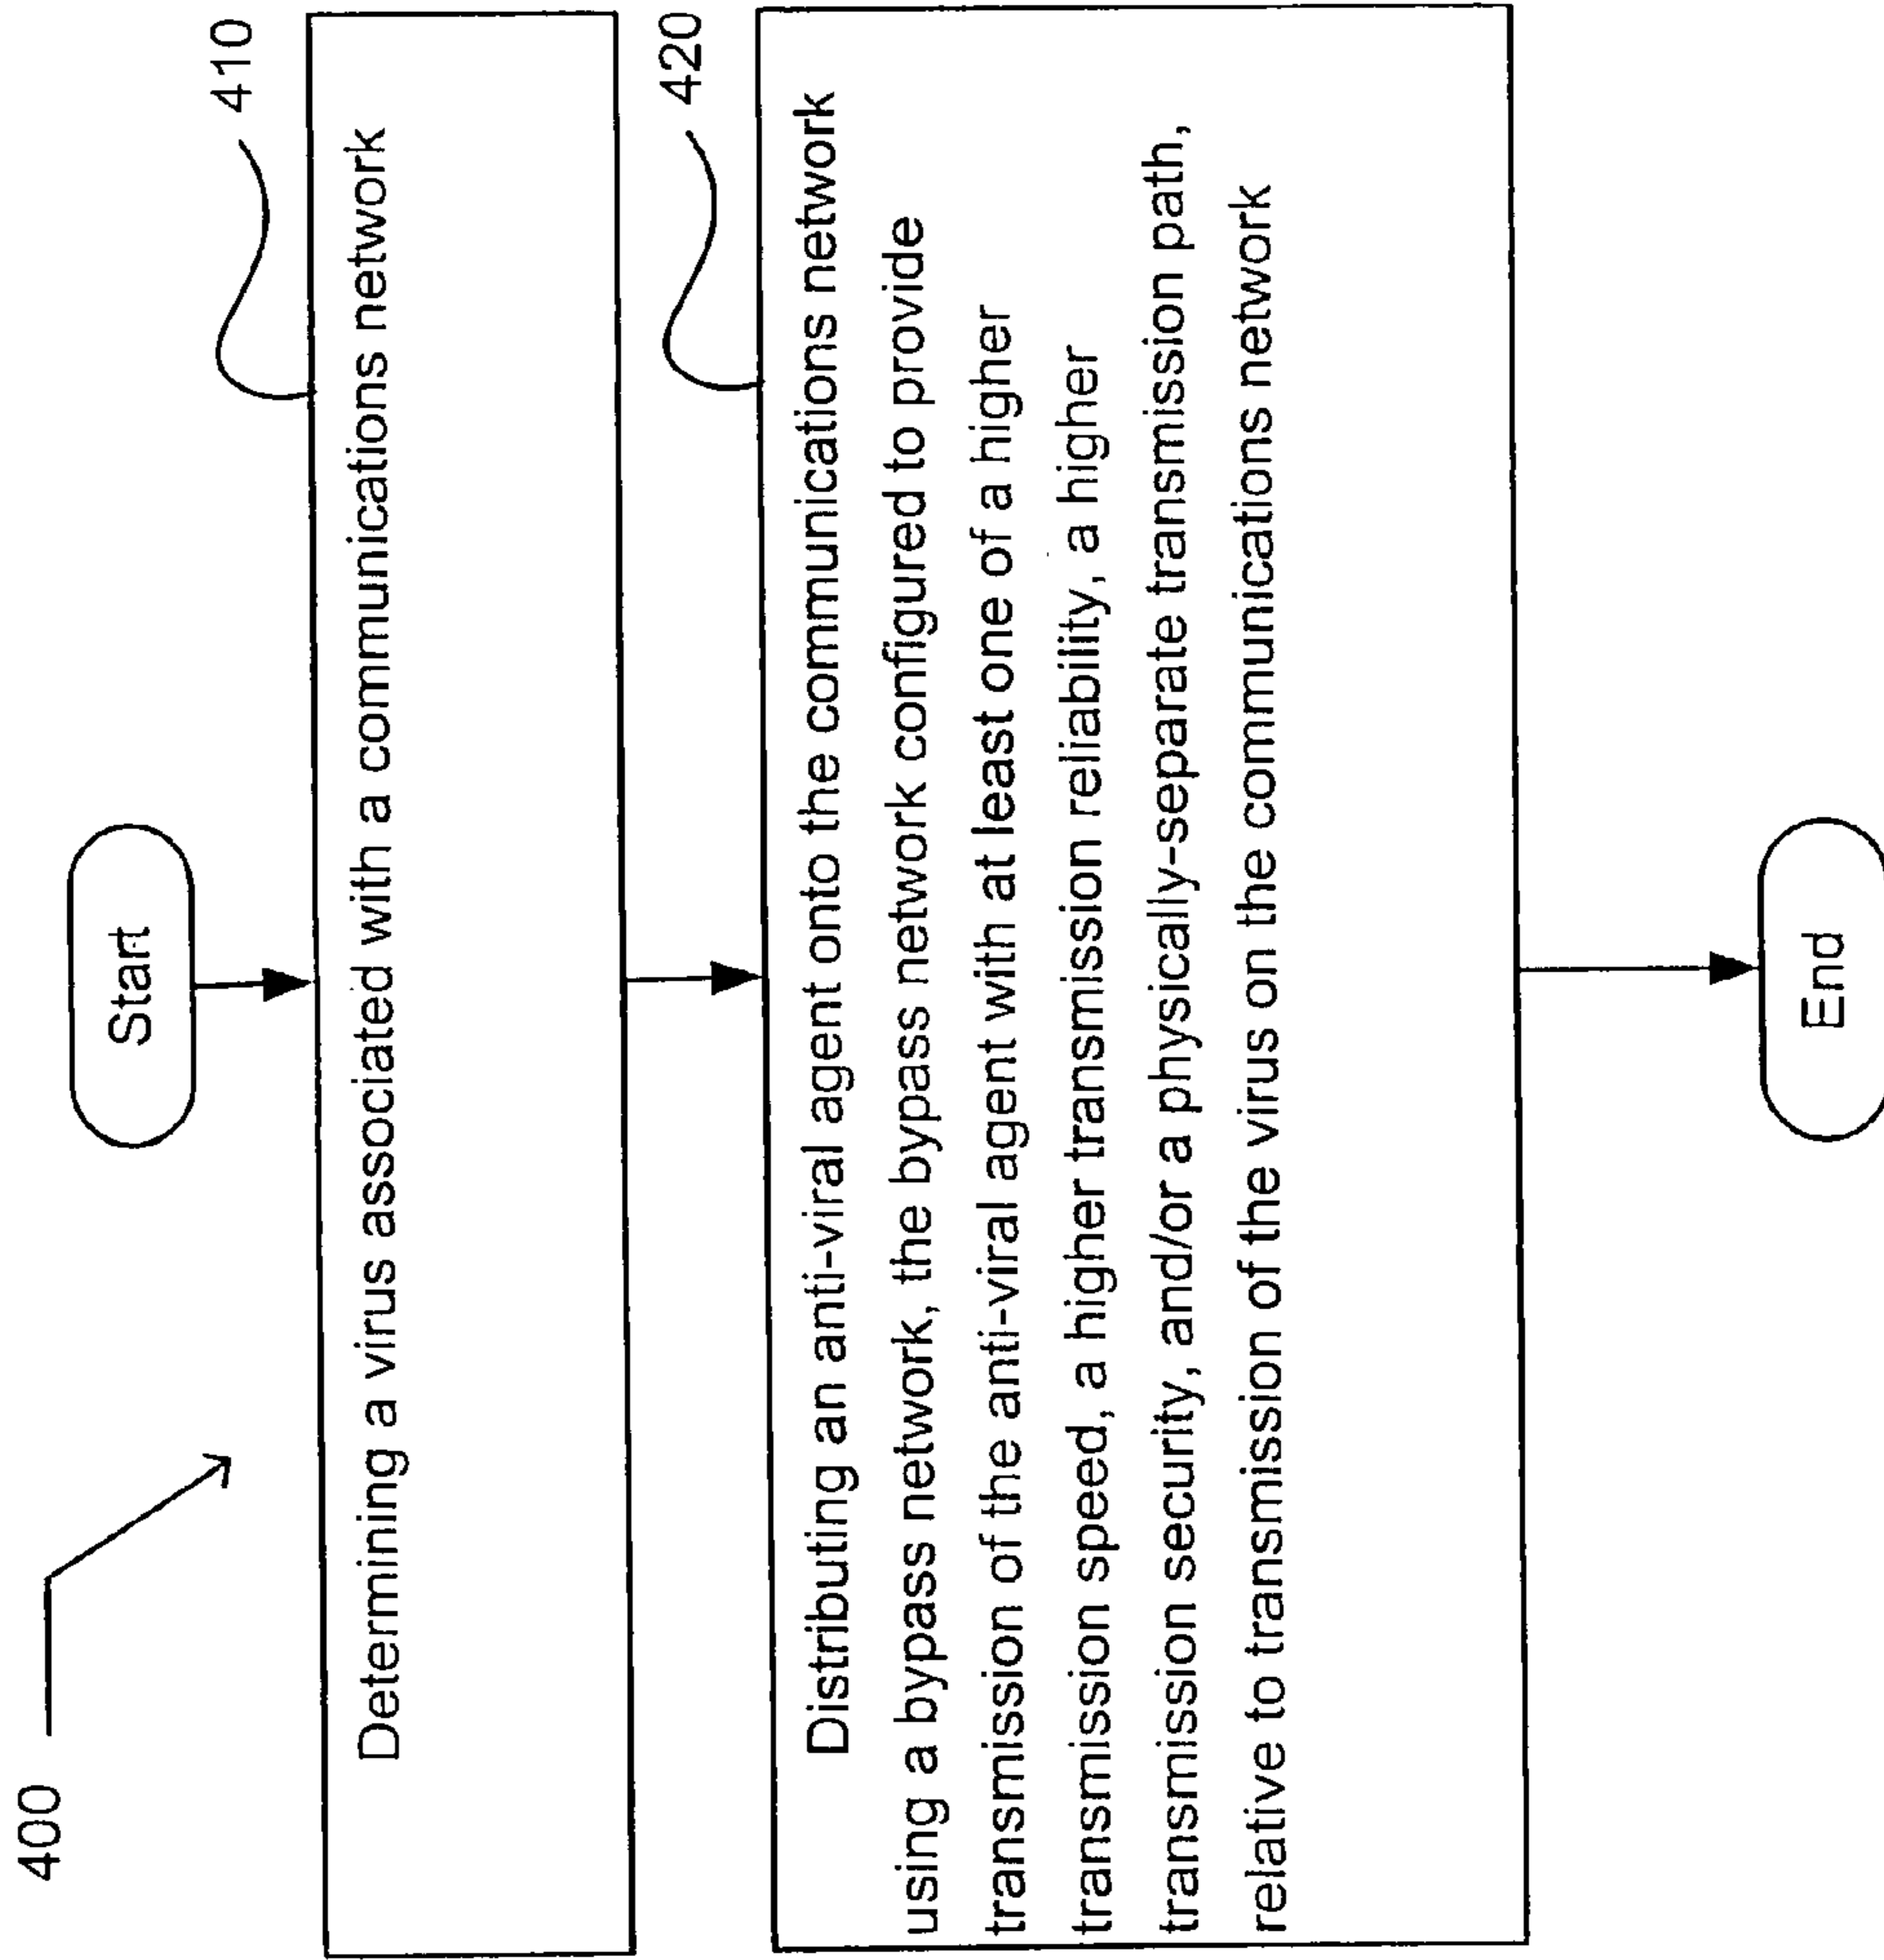 400
Start
410
Determining a virus associated with a communications network
420
Distributing an anti-viral agent onto the communications network
using a bypass network, the bypass network configured to provide
transmission of the anti-viral agent with at least one of a higher
transmission speed, a higher transmission reliability, a higher
transmission security, and/or a physically-separate transmission path,
relative to transmission of the virus on the communications network
End